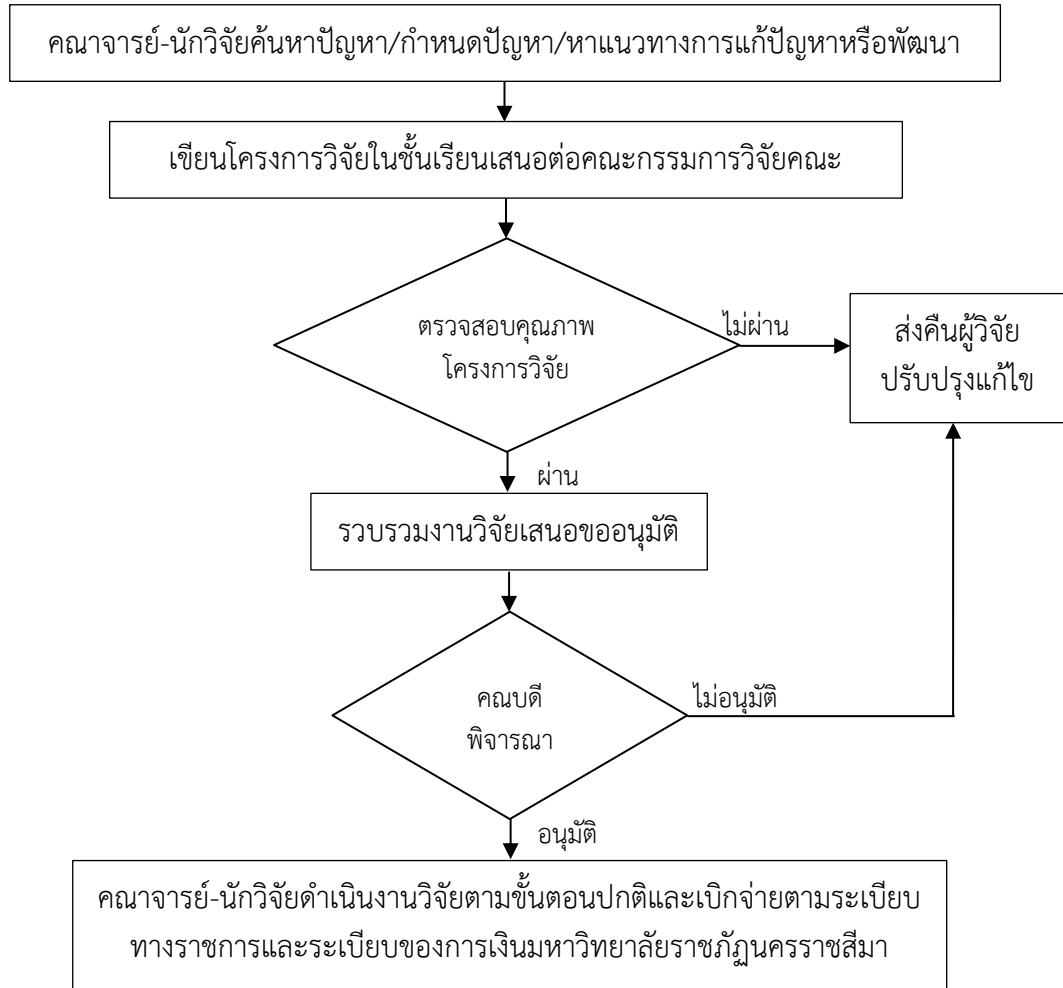 คณาจารย์-นักวิจัยค้นหาปัญหา/กำหนดปัญหา/หาแนวทางการแก้ปัญหาหรือพัฒนา
เขียนโครงการวิจัยในชั้นเรียนเสนอต่อคณะกรรมการวิจัยคณะ
ตรวจสอบคุณภาพ
โครงการวิจัย
ไม่ผ่าน
ส่งคืนผู้วิจัย
ปรับปรุงแก้ไข
ผ่าน
รวบรวมงานวิจัยเสนอขออนุมัติ
คณบดี
พิจารณา
ไม่อนุมัติ
อนุมัติ
คณาจารย์-นักวิจัยดำเนินงานวิจัยตามขั้นตอนปกติและเบิกจ่ายตามระเบียบ
ทางราชการและระเบียบของการเงินมหาวิทยาลัยราชภัฏนครราชสีมา